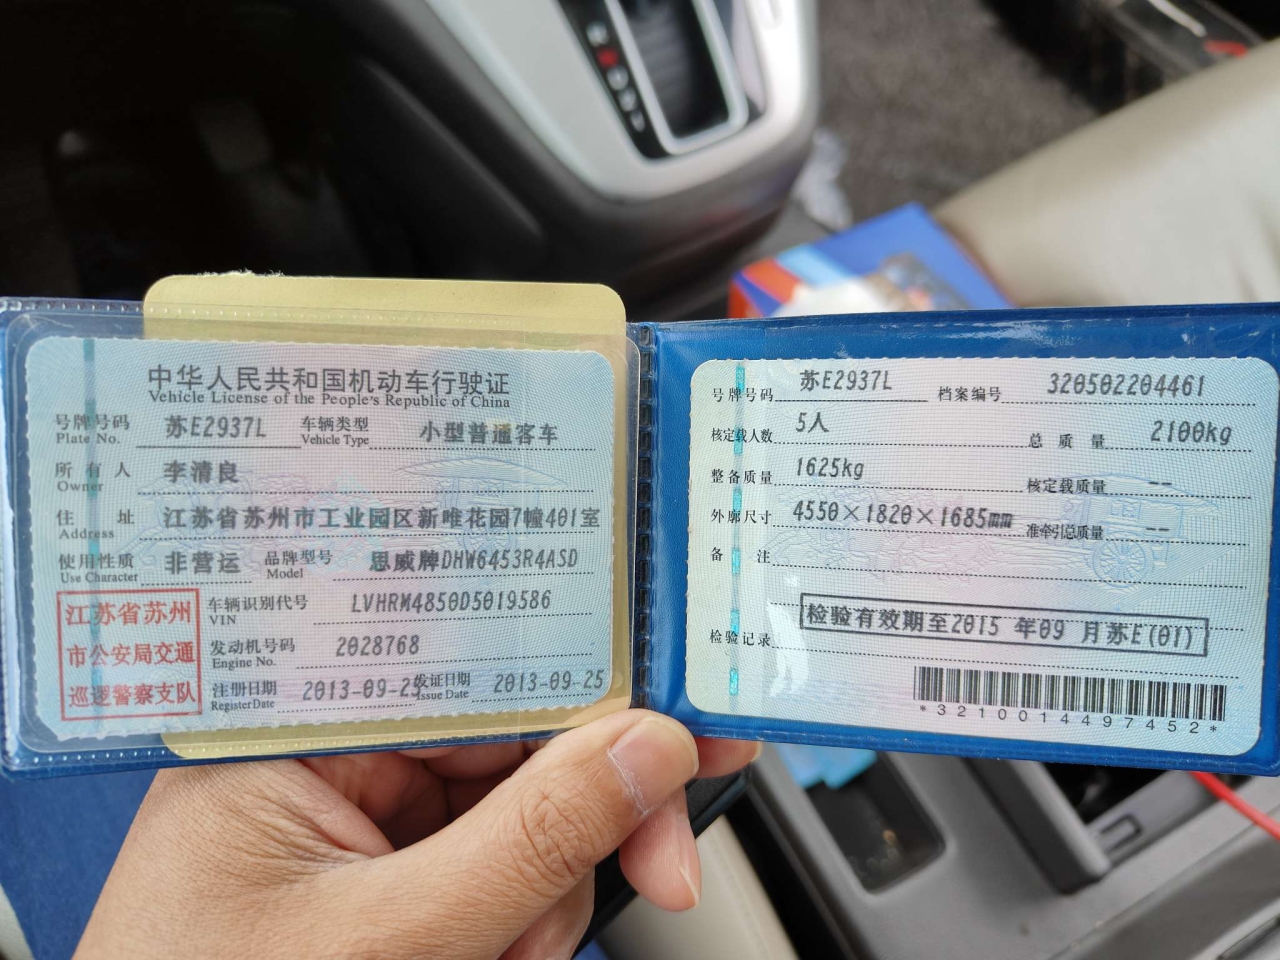 中华人民共和国机动车行驶证
Vehicle License of the People's Republic of China
号牌号码 苏E2937L 车辆类型 小型普通客车
Plate No. Vehicle Type
所有人 李清良
Owner
住址 江苏省苏州市工业园区新唯花园7幢401室
Address
使用性质 非营运 品牌型号 思威牌DHW6453R4ASD
Use Character Model
江苏省苏州
市公安局交通
巡逻警察支队
车辆识别代号 LVHRM4850D5019586
VIN
发动机号码 2028768
Engine No.
注册日期 2013-09-25 发证日期 2013-09-25
Register Date Issue Date
号牌号码 苏E2937L 档案编号 320502204461
核定载人数 5人 总质量 2100kg
整备质量 1625kg 核定载质量 --
外廓尺寸 4550×1820×1685mm 准牵引总质量 --
备注
检验记录 检验有效期至2015 年09 月苏E(01)
*3210014497452*